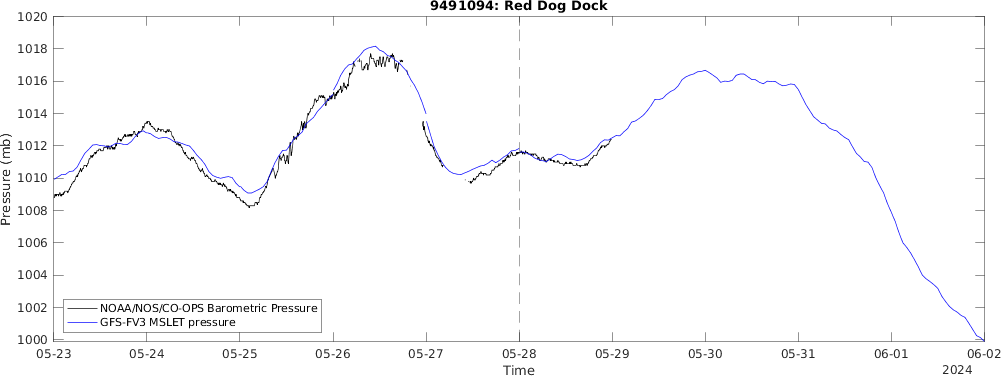 9491094: Red Dog Dock
Pressure (mb)
1020
1018
1016
1014
1012
1010
1008
1006
1004
1002
1000
NOAA/NOS/CO-OPS Barometric Pressure
GFS-FV3 MSLET pressure
05-23 05-24 05-25 05-26 05-27 05-28 05-29 05-30 05-31 06-01 06-02
Time
2024